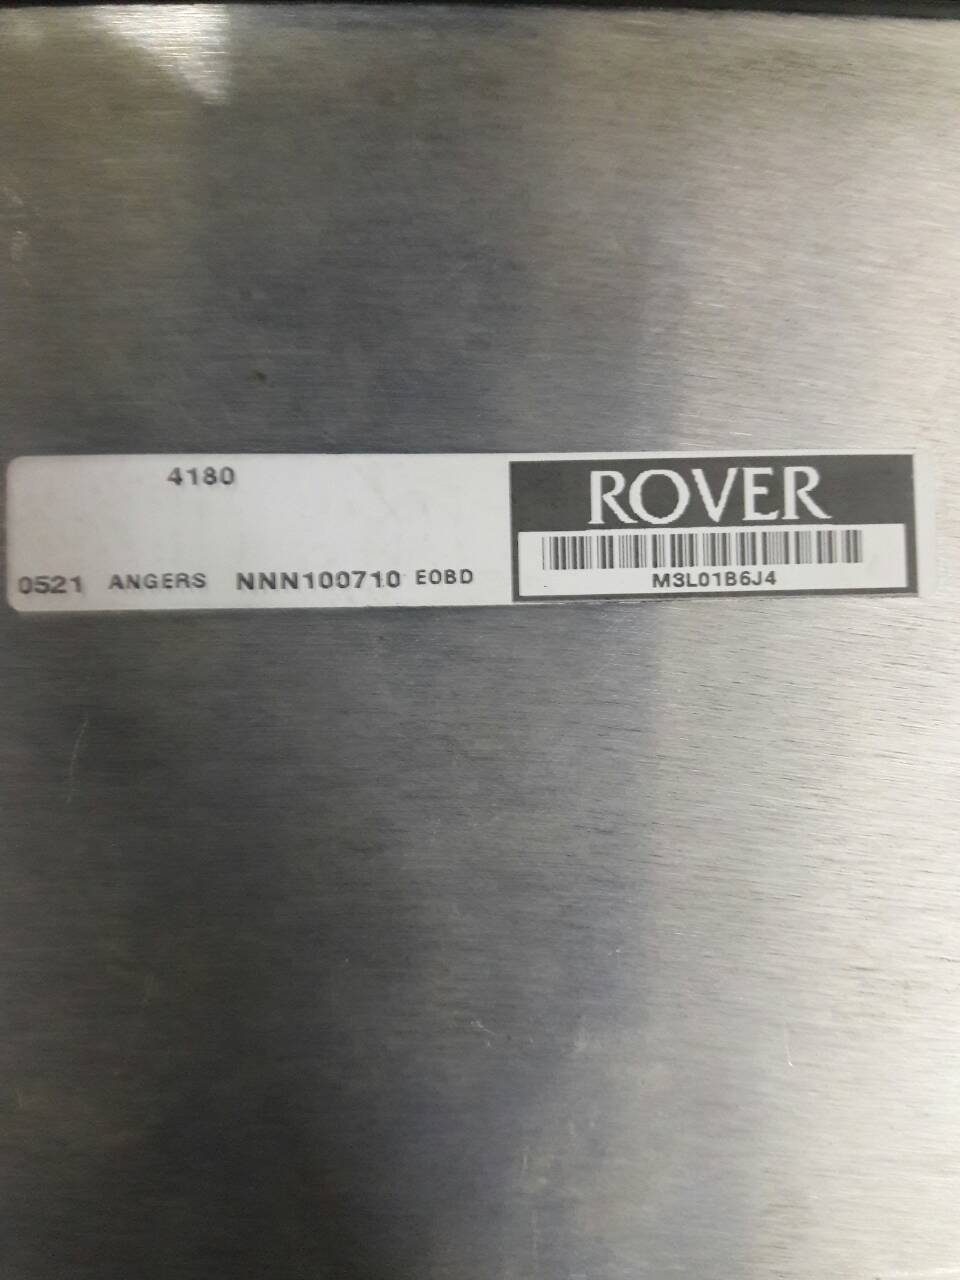 4180
0521 ANGERS NNN100710 EOBD
ROVER
M3L01B6J4